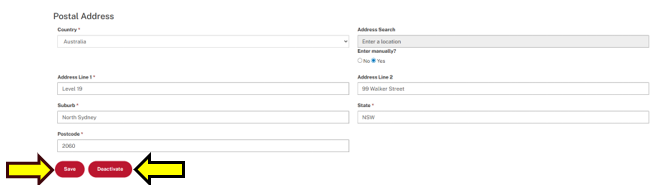 Postal Address
Country *
Address Search
Australia
Enter a location
Enter manually?
No Yes
Address Line 1 *
Address Line 2
Level 19
99 Walker Street
Suburb *
State *
North Sydney
NSW
Postcode *
2060
Save
Deactivate